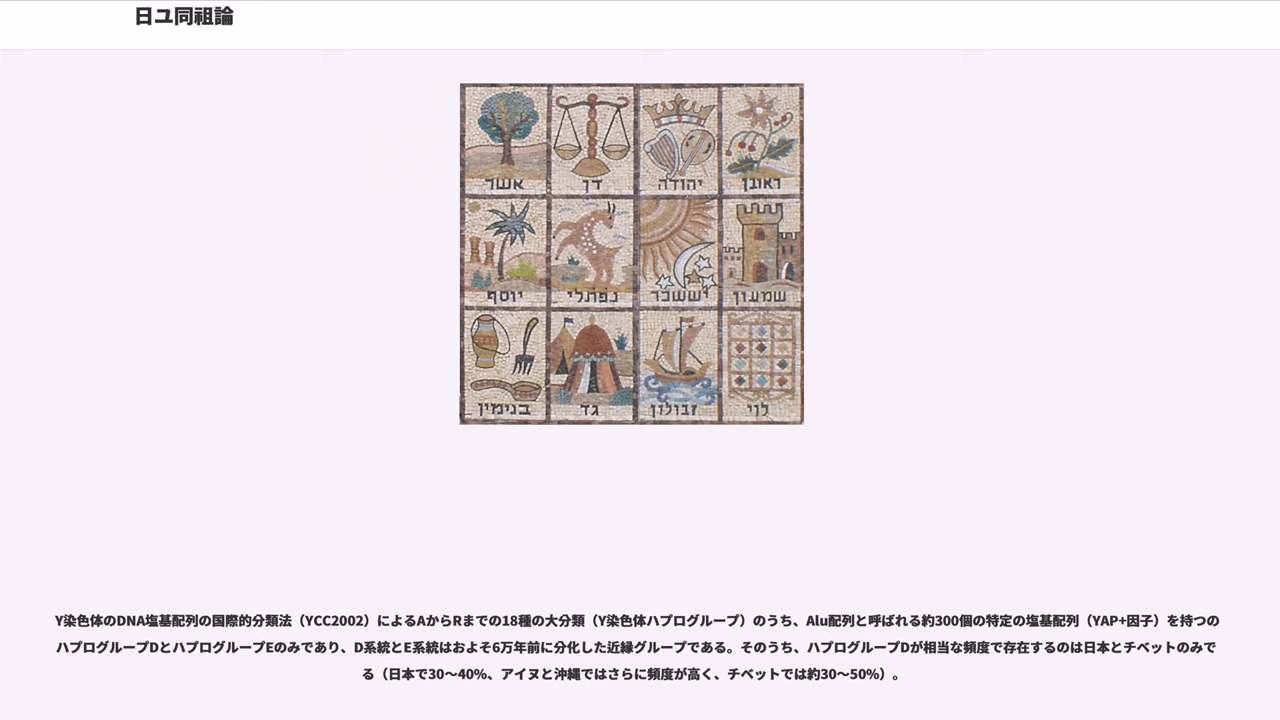 日ユ同祖論
אשר דן יהודה ראובן
יוסף נפתלי יששכר שמעון
בנימין גד זבולון לוי
Y染色体のDNA塩基配列の国際的分類法（YCC2002）によるAからRまでの18種の大分類（Y染色体ハプログループ）のうち、Alu配列と呼ばれる約300個の特定の塩基配列（YAP+因子）を持つの
ハプログループDとハプログループEのみであり、D系統とE系統はおよそ6万年前に分化した近縁グループである。そのうち、ハプログループDが相当な頻度で存在するのは日本とチベットのみで
る（日本で30〜40%、アイヌと沖縄ではさらに頻度が高く、チベットでは約30〜50%）。